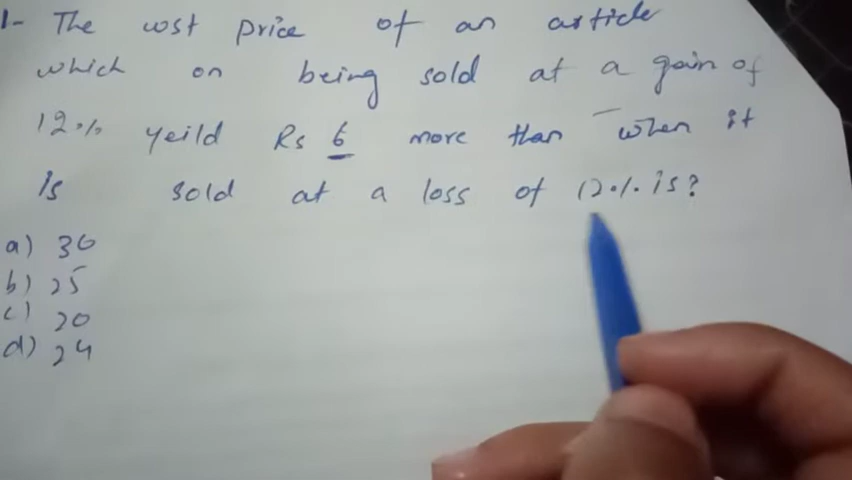 1- The cost price of an article
which on being sold at a gain of
12% yeild Rs 6 more than when it
is sold at a loss of 12% is?
a) 30
b) 25
c) 20
d) 24